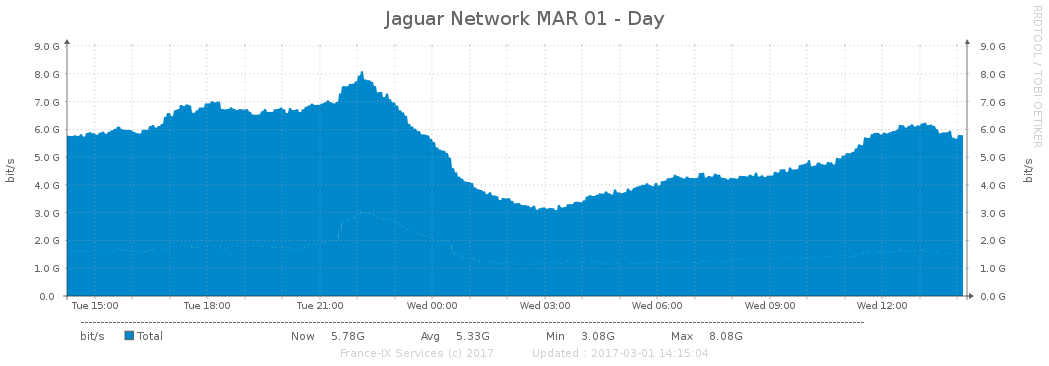 Jaguar Network MAR 01 - Day
RRDTOOL / TOBI OETIKER
bit/s
9.0 G 9.0 G
8.0 G 8.0 G
7.0 G 7.0 G
6.0 G 6.0 G
5.0 G 5.0 G
4.0 G 4.0 G
3.0 G 3.0 G
2.0 G 2.0 G
1.0 G 1.0 G
0.0 0.0 G
bit/s
Tue 15:00 Tue 18:00 Tue 21:00 Wed 00:00 Wed 03:00 Wed 06:00 Wed 09:00 Wed 12:00
bit/s Total Now 5.78G Avg 5.33G Min 3.08G Max 8.08G
France-IX Services (c) 2017 Updated : 2017-03-01 14:15:04